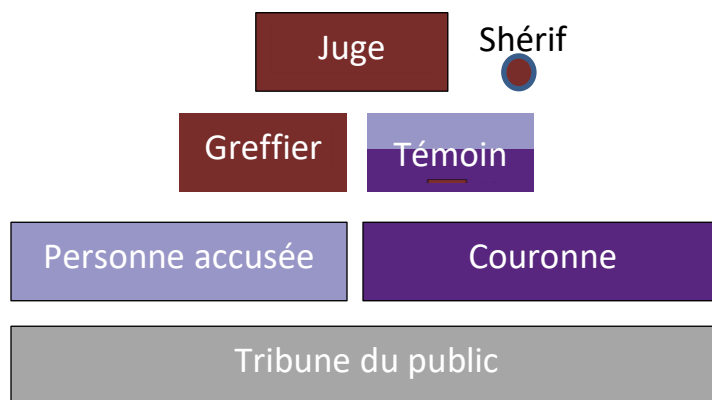 Juge
Shérif
Greffier
Témoin
Personne accusée
Couronne
Tribune du public